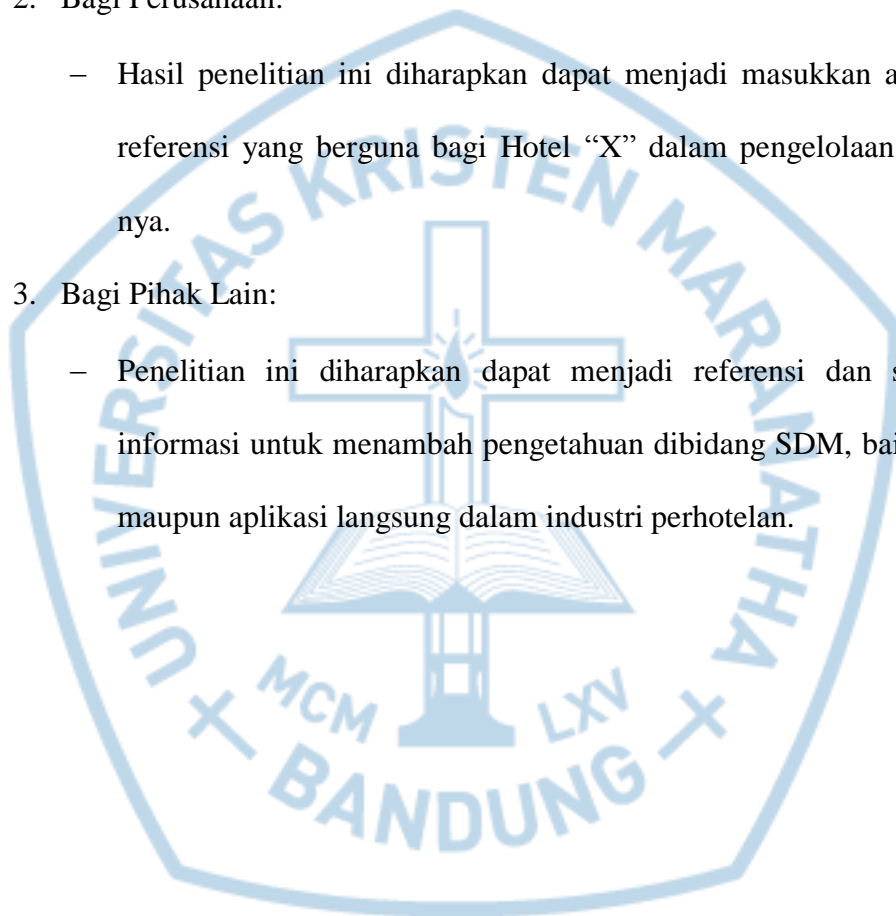 2. Bagi Perusahaan:
– Hasil penelitian ini diharapkan dapat menjadi masukkan
referensi yang berguna bagi Hotel “X” dalam pengelolaan
nya.
3. Bagi Pihak Lain:
– Penelitian ini diharapkan dapat menjadi referensi dan
informasi untuk menambah pengetahuan dibidang SDM,
maupun aplikasi langsung dalam industri perhotelan.
UNIVERSITAS KRISTEN MARANATHA
MCM LXV
BANDUNG